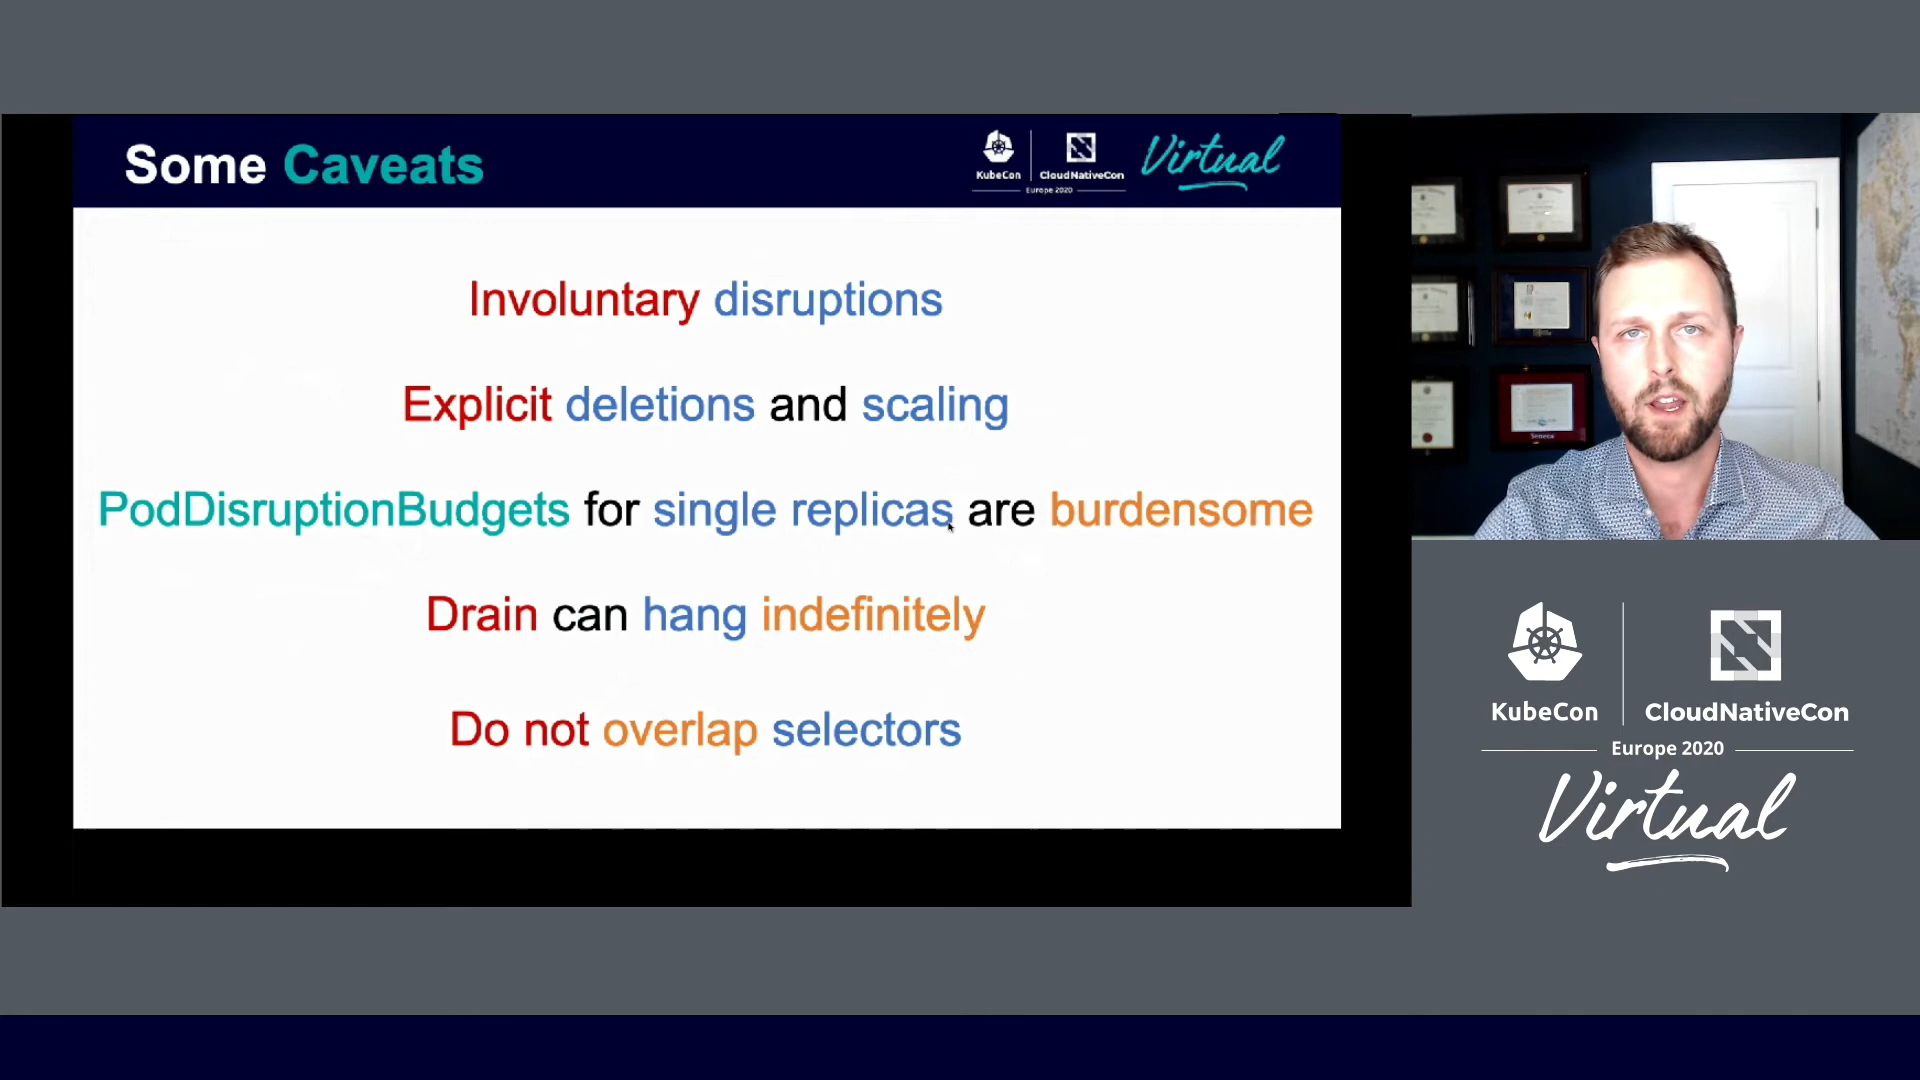 Some Caveats
KubeCon
CloudNativeCon
Europe 2020
Virtual
Involuntary disruptions
Explicit deletions and scaling
PodDisruptionBudgets for single replicas are burdensome
Drain can hang indefinitely
Do not overlap selectors
Seneca
KubeCon
CloudNativeCon
Europe 2020
Virtual